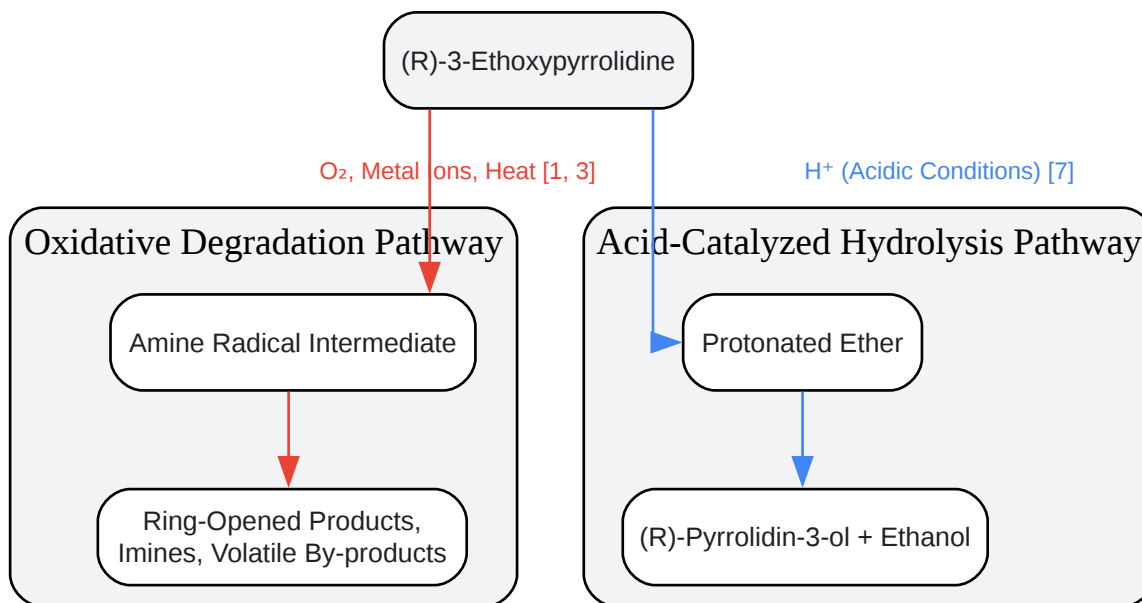 (R)-3-Ethoxypyrrolidine
O₂, Metal Ions, Heat [1, 3]
H⁺ (Acidic Conditions) [7]
Oxidative Degradation Pathway
Acid-Catalyzed Hydrolysis Pathway
Amine Radical Intermediate
Protonated Ether
Ring-Opened Products,
Imines, Volatile By-products
(R)-Pyrrolidin-3-ol + Ethanol